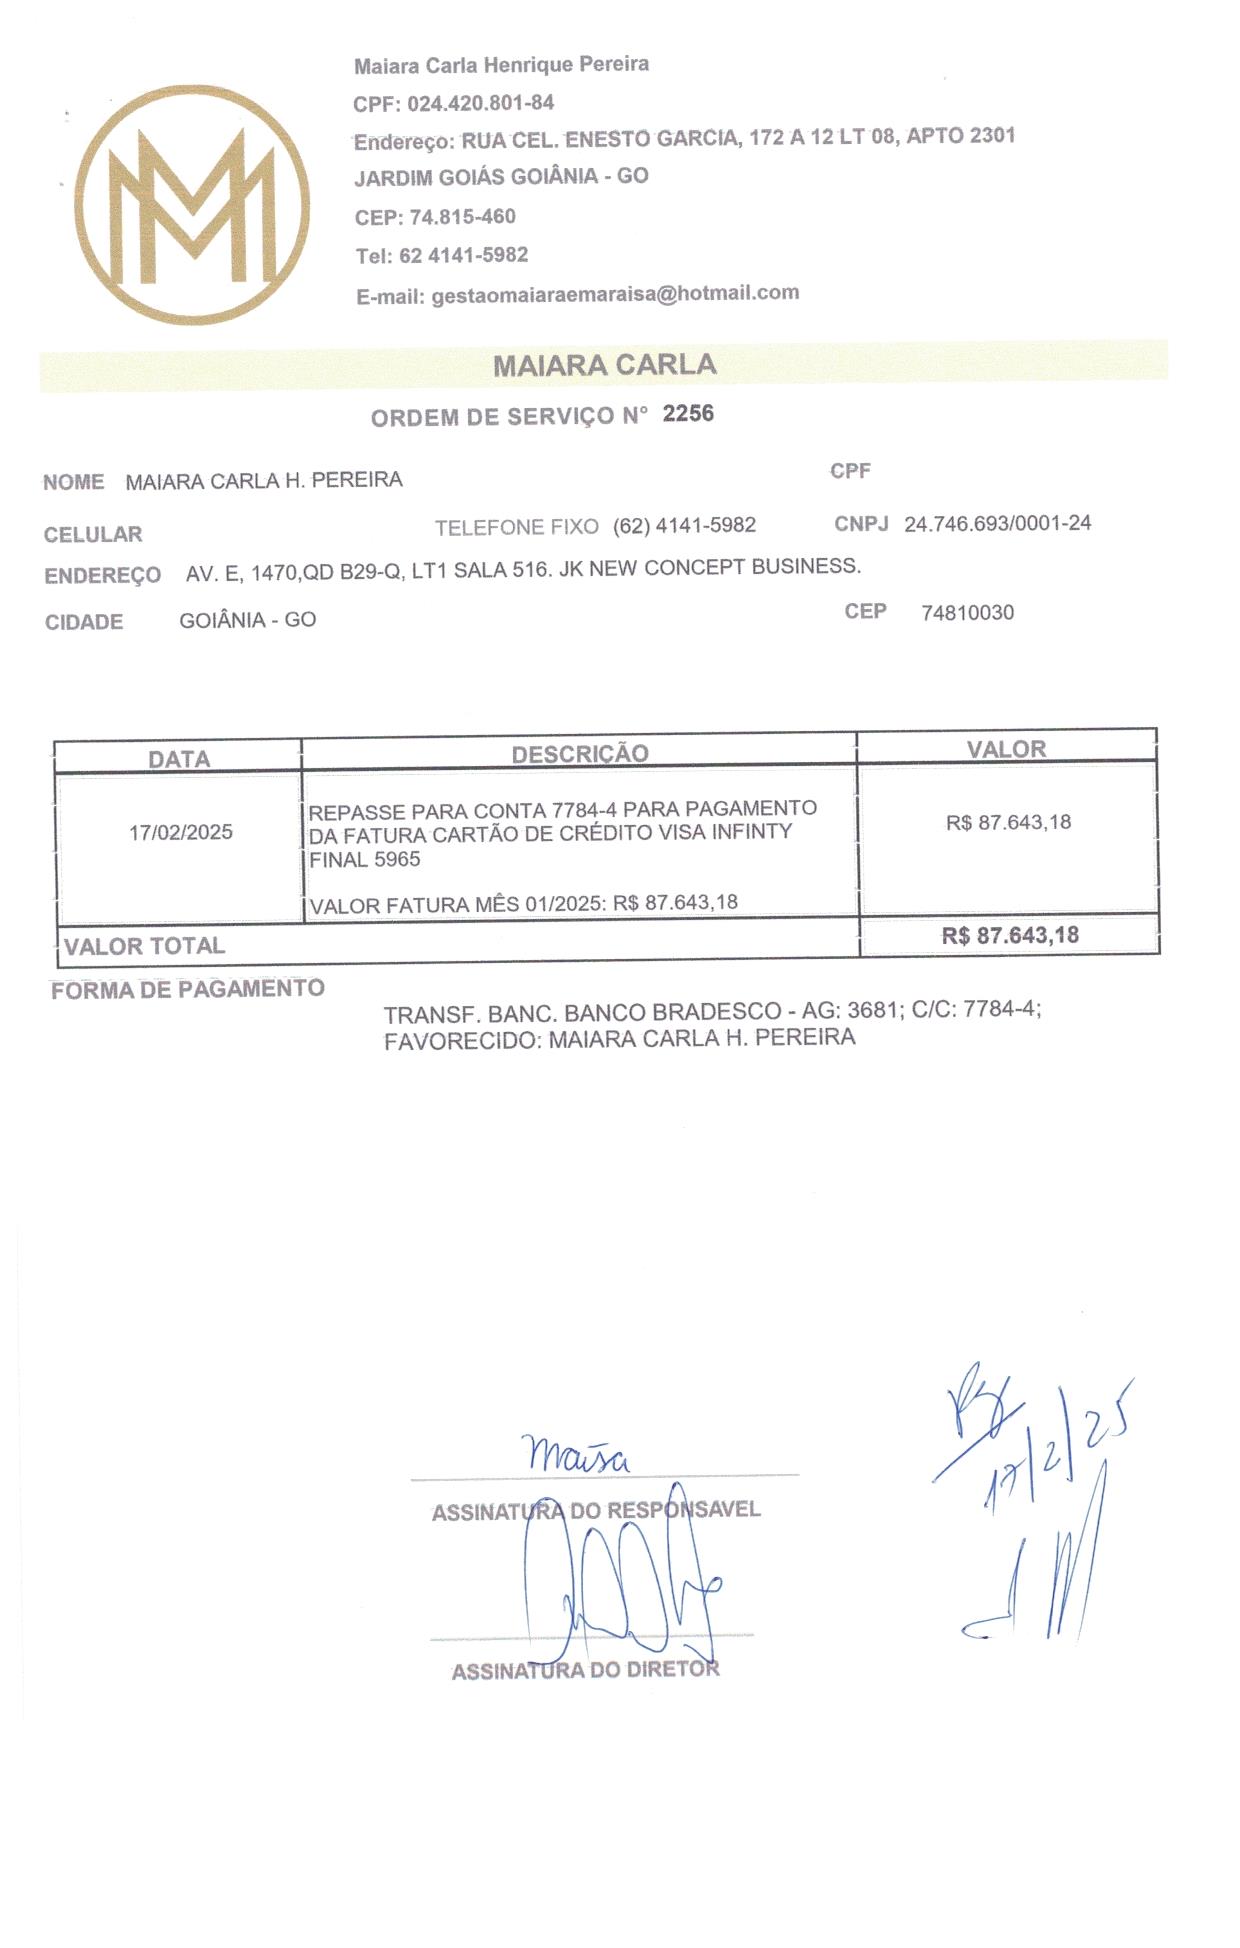 Maiara Carla Henrique Pereira
CPF: 024.420.801-84
Endereço: RUA CEL. ENESTO GARCIA, 172 A 12 LT 08, APTO 2301
JARDIM GOIÁS GOIÂNIA - GO
CEP: 74.815-460
Tel: 62 4141-5982
E-mail: gestaomaiaraemaraisa@hotmail.com
MAIARA CARLA
ORDEM DE SERVIÇO N° 2256
NOME MAIARA CARLA H. PEREIRA CPF
CELULAR TELEFONE FIXO (62) 4141-5982 CNPJ 24.746.693/0001-24
ENDEREÇO AV. E, 1470,QD B29-Q, LT1 SALA 516. JK NEW CONCEPT BUSINESS.
CIDADE GOIÂNIA - GO CEP 74810030
DATA DESCRIÇÃO VALOR
REPASSE PARA CONTA 7784-4 PARA PAGAMENTO
17/02/2025 DA FATURA CARTÃO DE CRÉDITO VISA INFINTY R$ 87.643,18
FINAL 5965
VALOR FATURA MÊS 01/2025: R$ 87.643,18
VALOR TOTAL R$ 87.643,18
FORMA DE PAGAMENTO
TRANSF. BANC. BANCO BRADESCO - AG: 3681; C/C: 7784-4;
FAVORECIDO: MAIARA CARLA H. PEREIRA
17/2/25
Maísa
ASSINATURA DO RESPONSAVEL
ASSINATURA DO DIRETOR